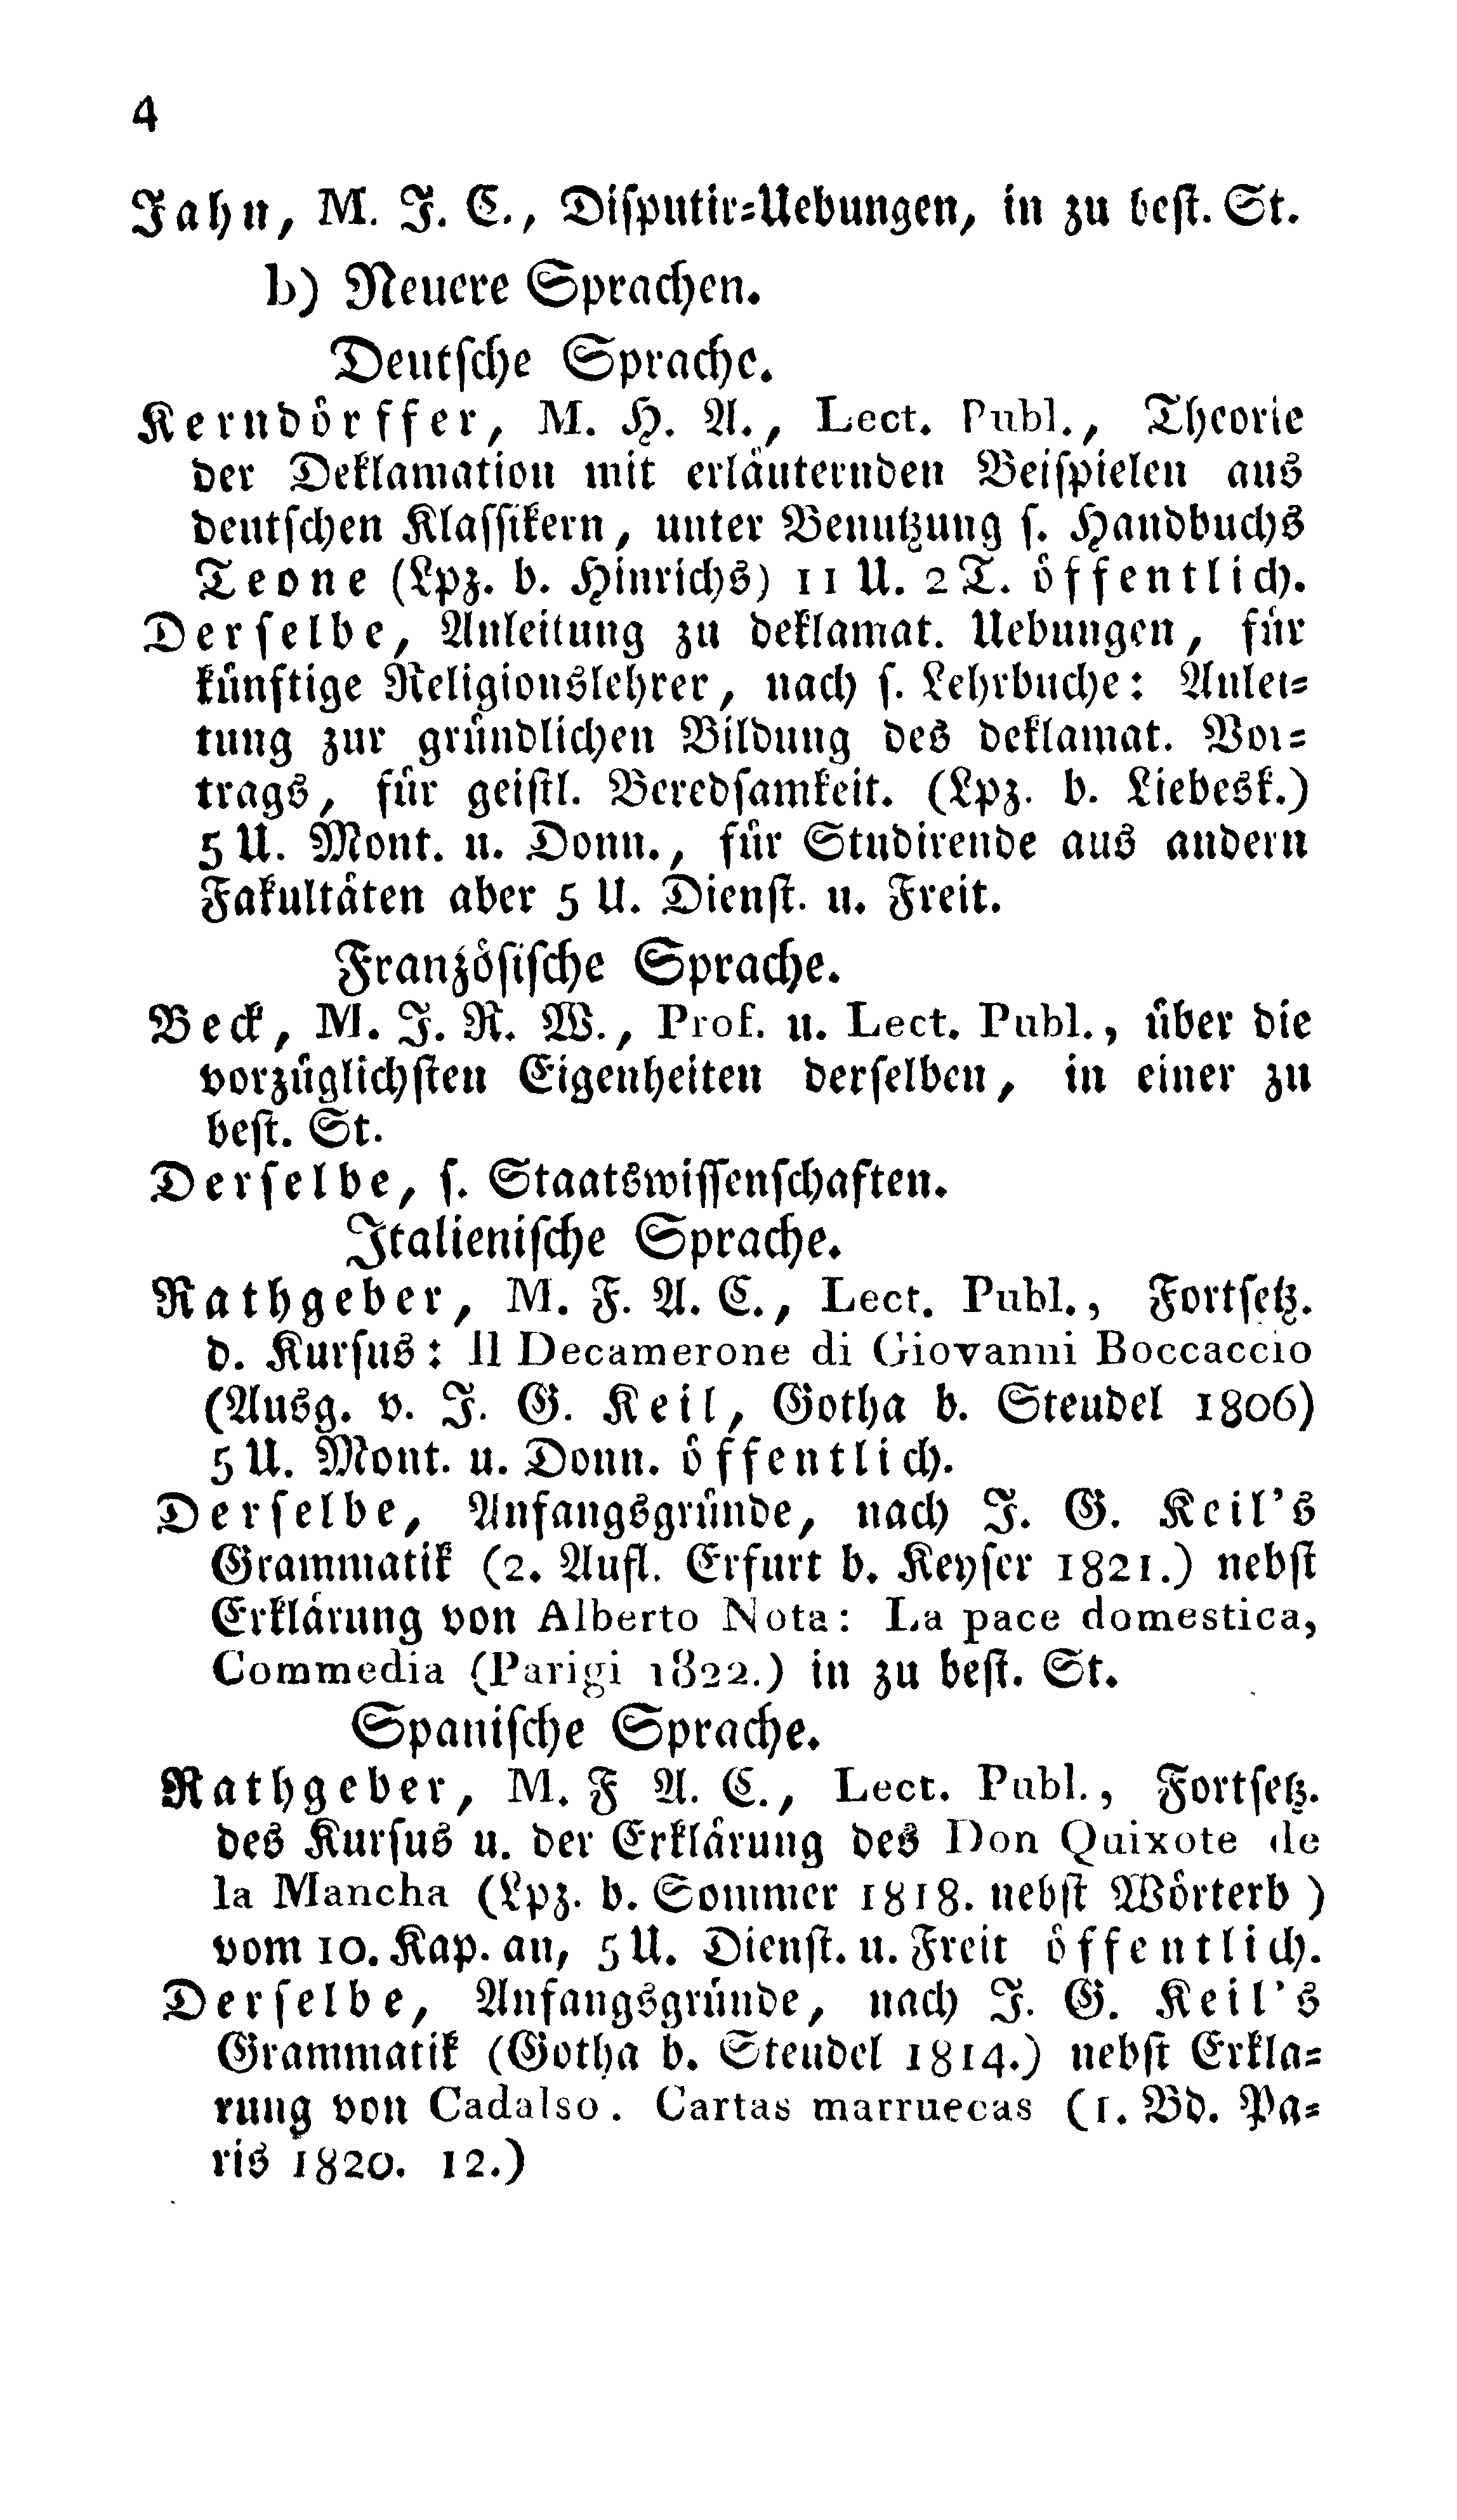 4
Jahn, M. J. C., Disputir-Uebungen, in zu best. St.
b) Neuere Sprachen.
Deutsche Sprache.
Kerndörffer, M. H. A., Lect. Publ., Theorie
der Deklamation mit erläuternden Beispielen aus
deutschen Klassikern, unter Benutzung s. Handbuchs
Teone (Lpz. b. Hinrichs) 11 U. 2 T. öffentlich.
Derselbe, Anleitung zu deklamat. Uebungen, für
künftige Religionslehrer, nach s. Lehrbuche: Anlei-
tung zur gründlichen Bildung des deklamat. Vor-
trags, für geistl. Beredsamkeit. (Lpz. b. Liebesk.)
5 U. Mont. u. Donn., für Studirende aus andern
Fakultäten aber 5 U. Dienst. u. Freit.
Französische Sprache.
Beck, M. J. R. W., Prof. u. Lect. Publ., über die
vorzüglichsten Eigenheiten derselben, in einer zu
best. St.
Derselbe, s. Staatswissenschaften.
Italienische Sprache.
Rathgeber, M. F. A. C., Lect. Publ., Fortsetz.
d. Kursus: Il Decamerone di Giovanni Boccaccio
(Ausg. v. J. G. Keil, Gotha b. Steudel 1806)
5 U. Mont. u. Donn. öffentlich.
Derselbe, Anfangsgründe, nach J. G. Keil's
Grammatik (2. Aufl. Erfurt b. Keyser 1821.) nebst
Erklärung von Alberto Nota: La pace domestica,
Commedia (Parigi 1822.) in zu best. St.
Spanische Sprache.
Rathgeber, M. F A. C., Lect. Publ., Fortsetz.
des Kursus u. der Erklärung des Don Quixote de
la Mancha (Lpz. b. Sommer 1818. nebst Wörterb )
vom 10. Kap. an, 5 U. Dienst. u. Freit öffentlich.
Derselbe, Anfangsgründe, nach J. G. Keil's
Grammatik (Gotha b. Steudel 1814.) nebst Erkla-
rung von Cadalso. Cartas marruecas (1. Bd. Pa-
ris 1820. 12.)